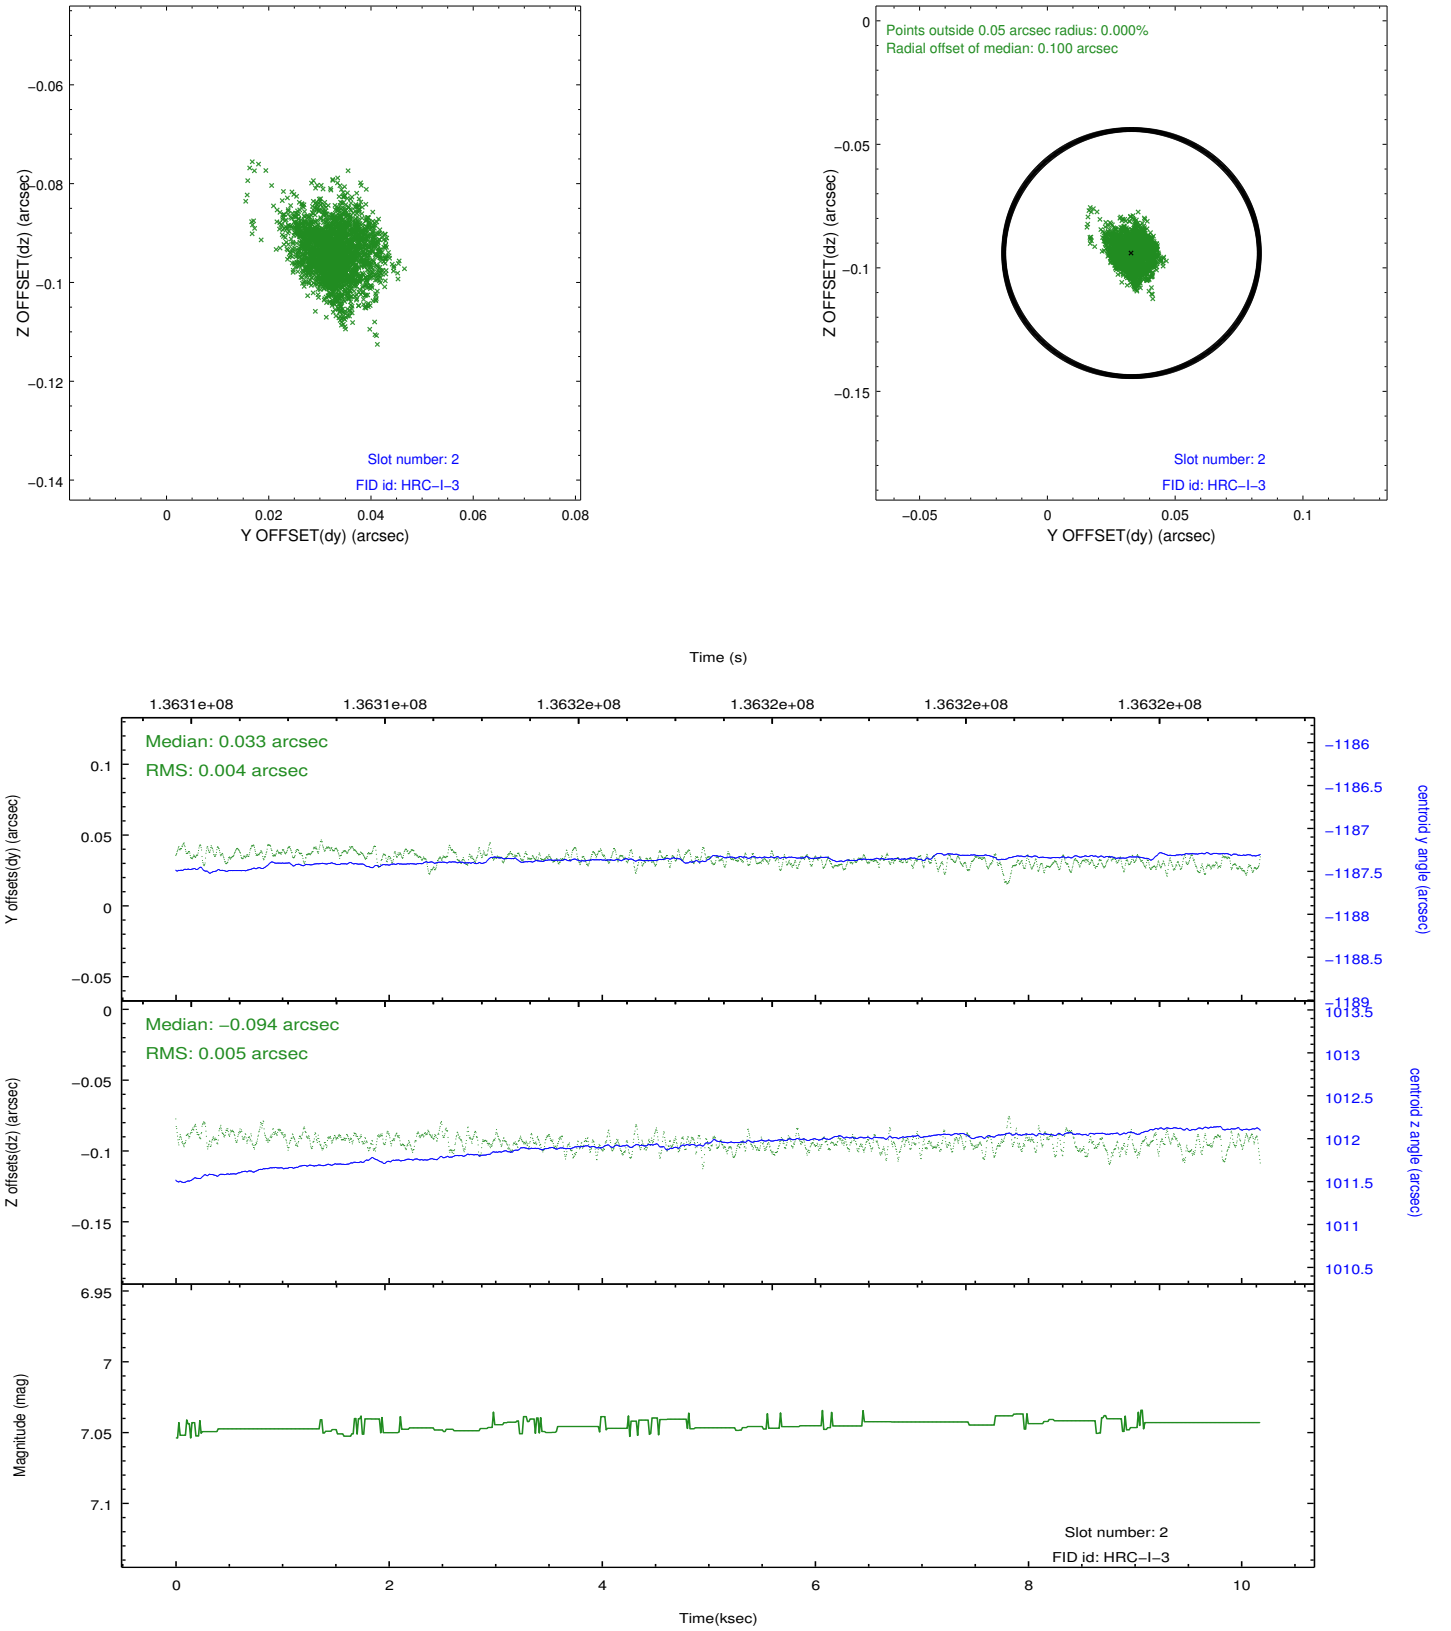 −0.06
−0.08
−0.1
−0.12
−0.14
Z OFFSET(dz) (arcsec)
0
0.02
0.04
0.06
0.08
Y OFFSET(dy) (arcsec)
Slot number: 2
FID id: HRC−I−3
Points outside 0.05 arcsec radius: 0.000%
Radial offset of median: 0.100 arcsec
0
−0.05
−0.1
−0.15
Z OFFSET(dz) (arcsec)
−0.05
0
0.05
0.1
Y OFFSET(dy) (arcsec)
Slot number: 2
FID id: HRC−I−3
Time (s)
1.3631e+08
1.3631e+08
1.3632e+08
1.3632e+08
1.3632e+08
1.3632e+08
Median: 0.033 arcsec
RMS: 0.004 arcsec
0.1
0.05
0
−0.05
Y offsets(dy) (arcsec)
−1186
−1186.5
−1187
−1187.5
−1188
−1188.5
−1189
centroid y angle (arcsec)
Median: −0.094 arcsec
RMS: 0.005 arcsec
0
−0.05
−0.1
−0.15
Z offsets(dz) (arcsec)
1013.5
1013
1012.5
1012
1011.5
1011
1010.5
centroid z angle (arcsec)
6.95
7
7.05
7.1
Magnitude (mag)
Slot number: 2
FID id: HRC−I−3
0
2
4
6
8
10
Time(ksec)